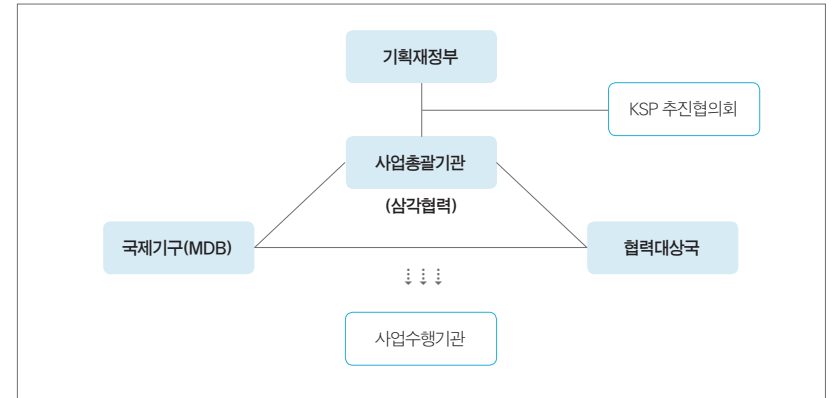 기획재정부
KSP 추진협의회
사업총괄기관
(삼각협력)
국제기구(MDB)
협력대상국
사업수행기관